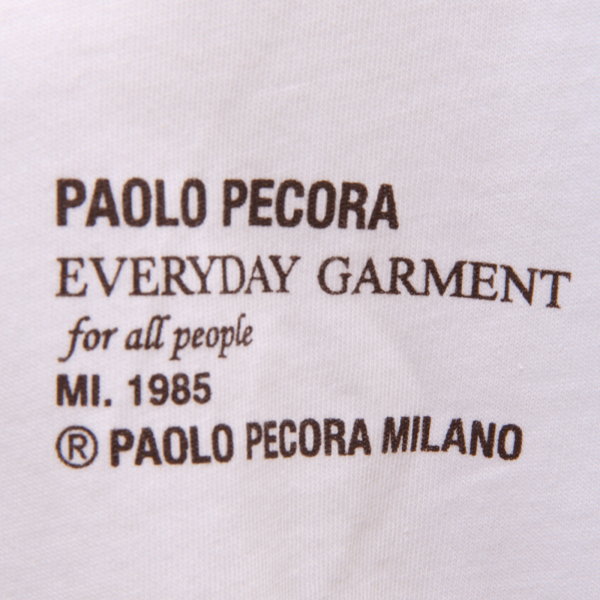 PAOLO PECORA
EVERYDAY GARMENT
for all people
MI. 1985
® PAOLO PECORA MILANO